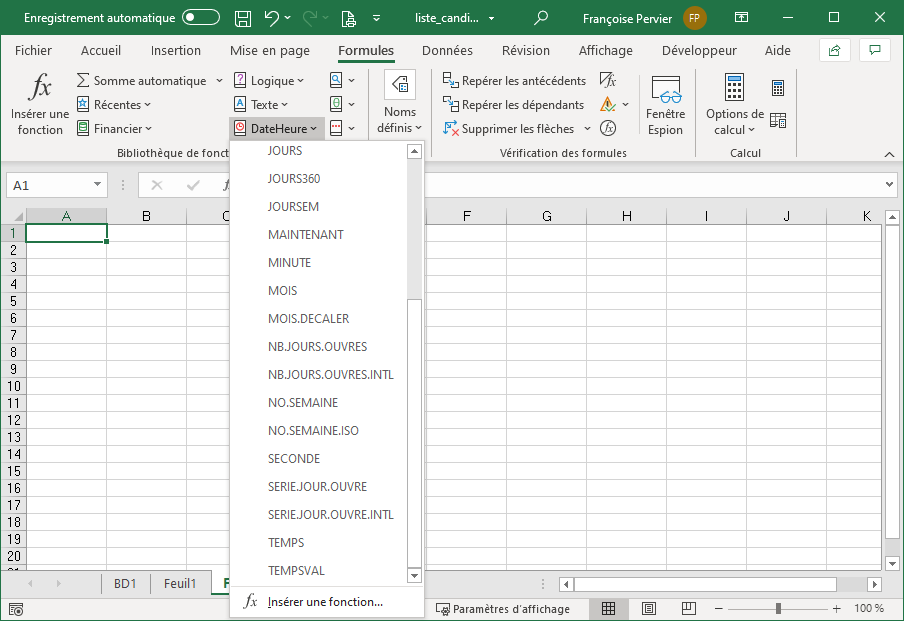 Enregistrement automatique
liste_candi...
Françoise Pervier FP
Fichier Accueil Insertion Mise en page Formules Données Révision Affichage Développeur Aide
fx
Insérer une
fonction
Somme automatique
Récentes
Financier
Logique
Texte
DateHeure
Bibliothèque de fonct
Noms
définis
Repérer les antécédents
Repérer les dépendants
Supprimer les flèches
Vérification des formules
Fenêtre
Espion
Options de
calcul
Calcul
A1
A B C F G H I J K
1
2
3
4
5
6
7
8
9
10
11
12
13
14
15
16
17
18
19
20
JOURS
JOURS360
JOURSEM
MAINTENANT
MINUTE
MOIS
MOIS.DECALER
NB.JOURS.OUVRES
NB.JOURS.OUVRES.INTL
NO.SEMAINE
NO.SEMAINE.ISO
SECONDE
SERIE.JOUR.OUVRE
SERIE.JOUR.OUVRE.INTL
TEMPS
TEMPSVAL
fx Insérer une fonction...
BD1 Feuil1 F
Paramètres d'affichage
100 %